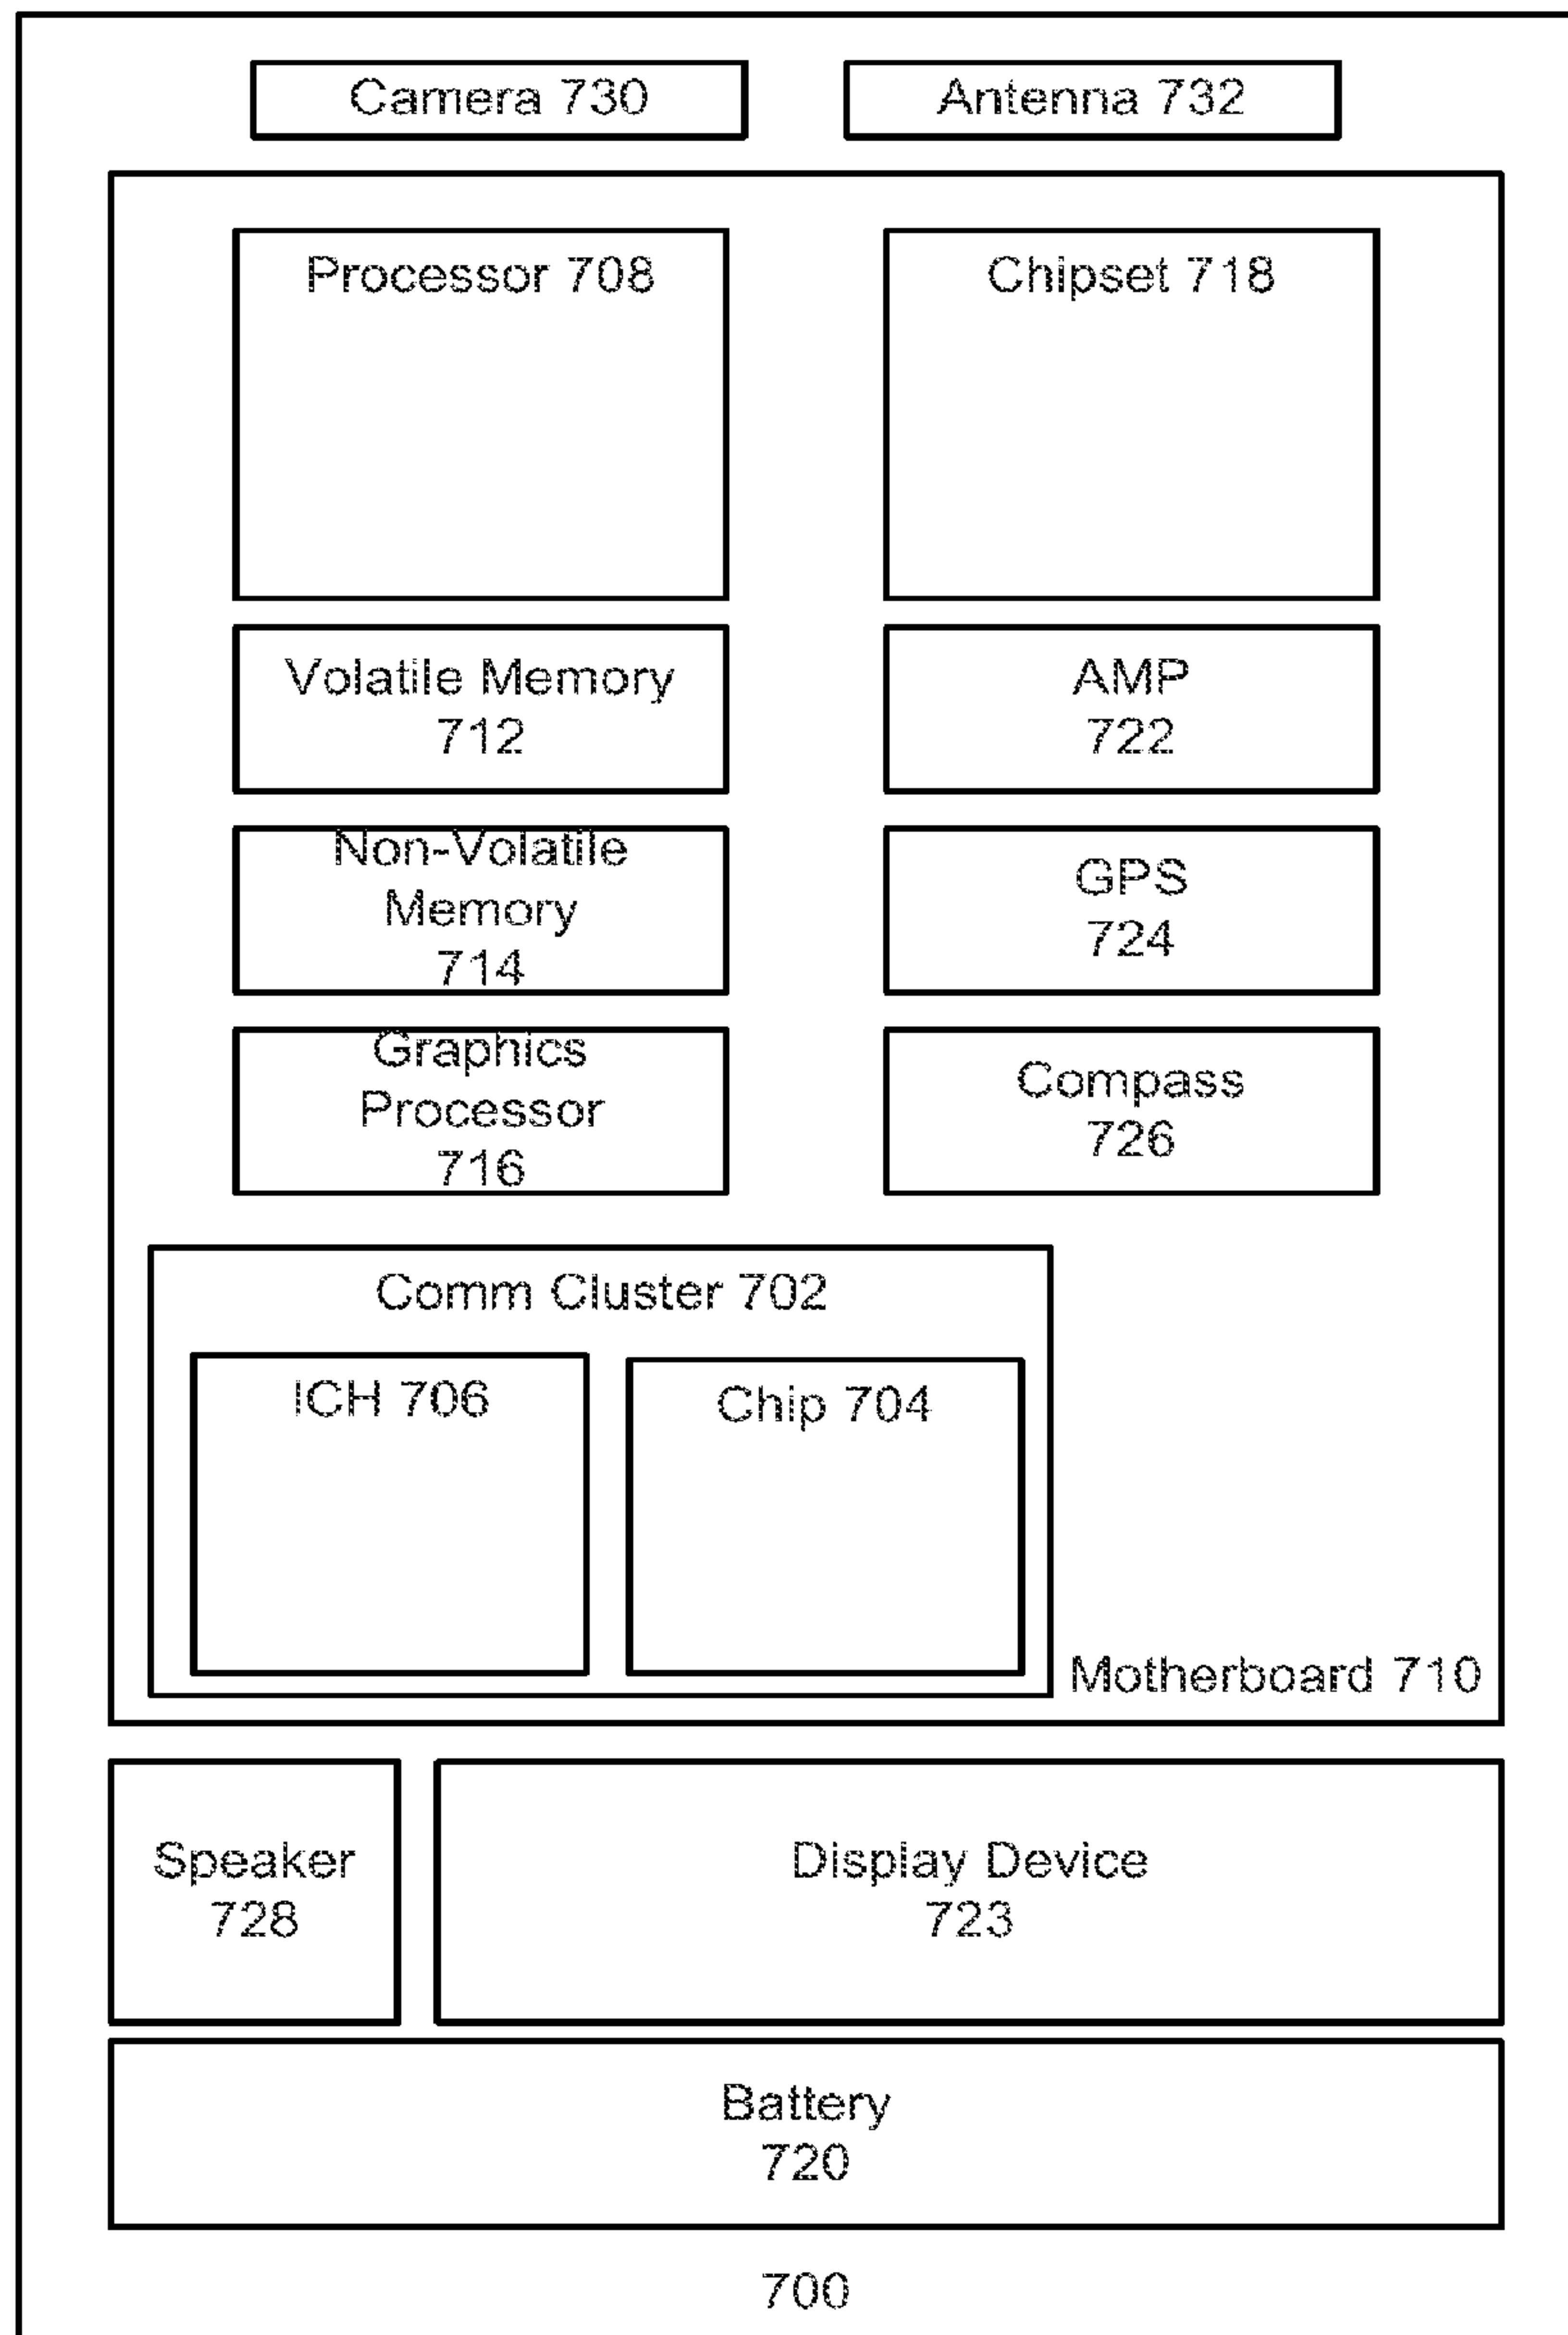 Camera 730
Antenna 732
Processor 708
Chipset 718
Volatile Memory
712
AMP
722
Non-Volatile
Memory
714
GPS
724
Graphics
Processor
716
Compass
726
Comm Cluster 702
ICH 706
Chip 704
Motherboard 710
Speaker
728
Display Device
723
Battery
720
700